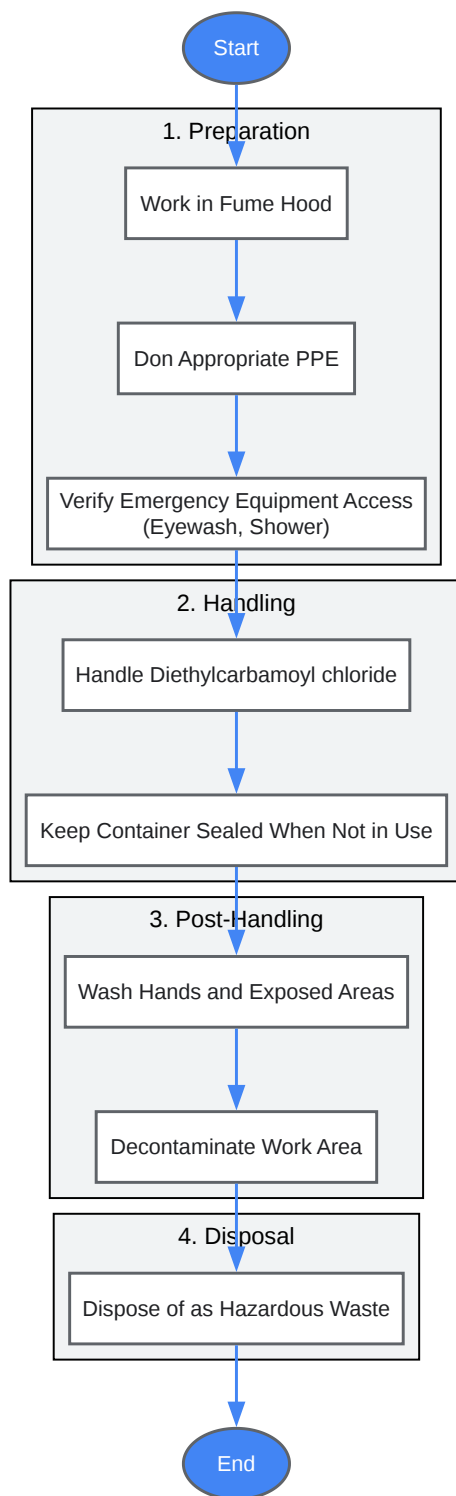 Start
1. Preparation
Work in Fume Hood
Don Appropriate PPE
Verify Emergency Equipment Access
(Eyewash, Shower)
2. Handling
Handle Diethylcarbamoyl chloride
Keep Container Sealed When Not in Use
3. Post-Handling
Wash Hands and Exposed Areas
Decontaminate Work Area
4. Disposal
Dispose of as Hazardous Waste
End